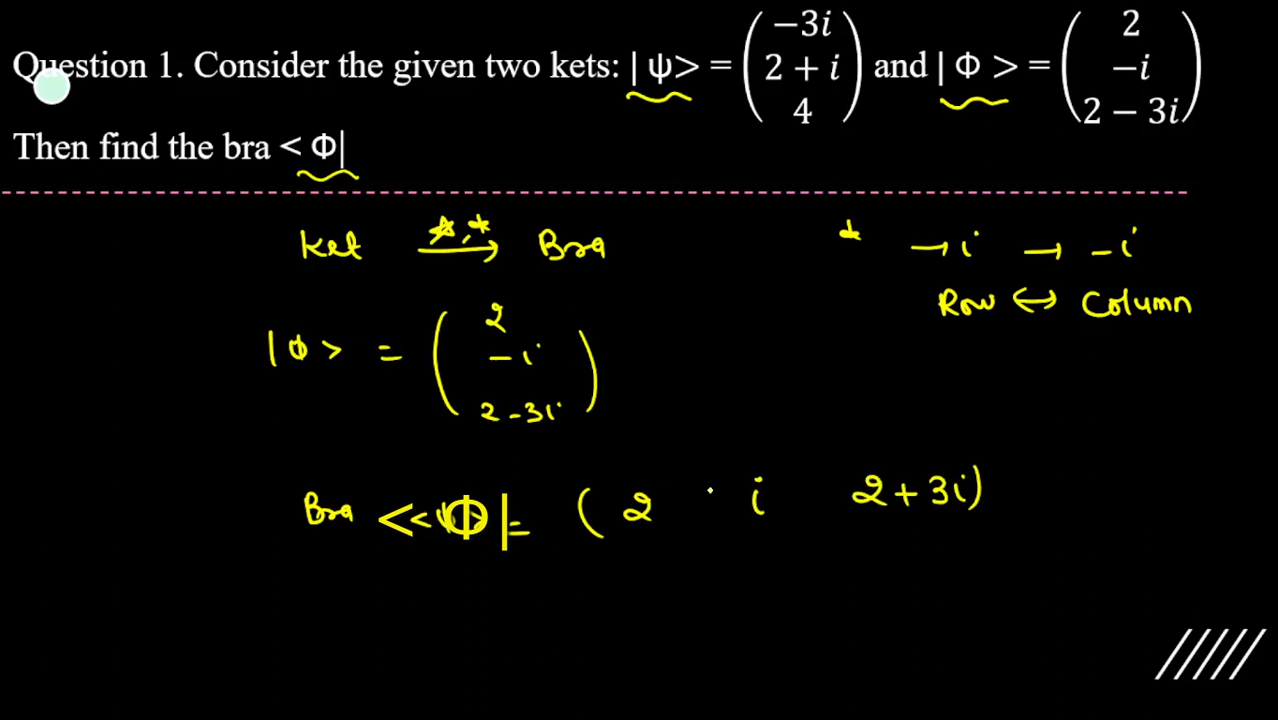 Question 1. Consider the given two kets: | ψ> = (−3i 2 + i 4) and | Φ > = (2 −i 2 − 3i)
Then find the bra < Φ|
Ket *,* → Bra
* → i → −i
Row ↔ Column
|Φ> = (2 −i 2−3i)
Bra <Φ|= (2 i 2+3i)